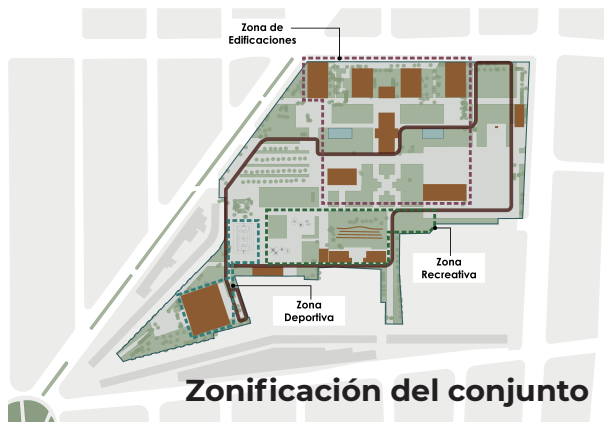 Zona de
Edificaciones
Zona
Recreativa
Zona
Deportiva
Zonificación del conjunto